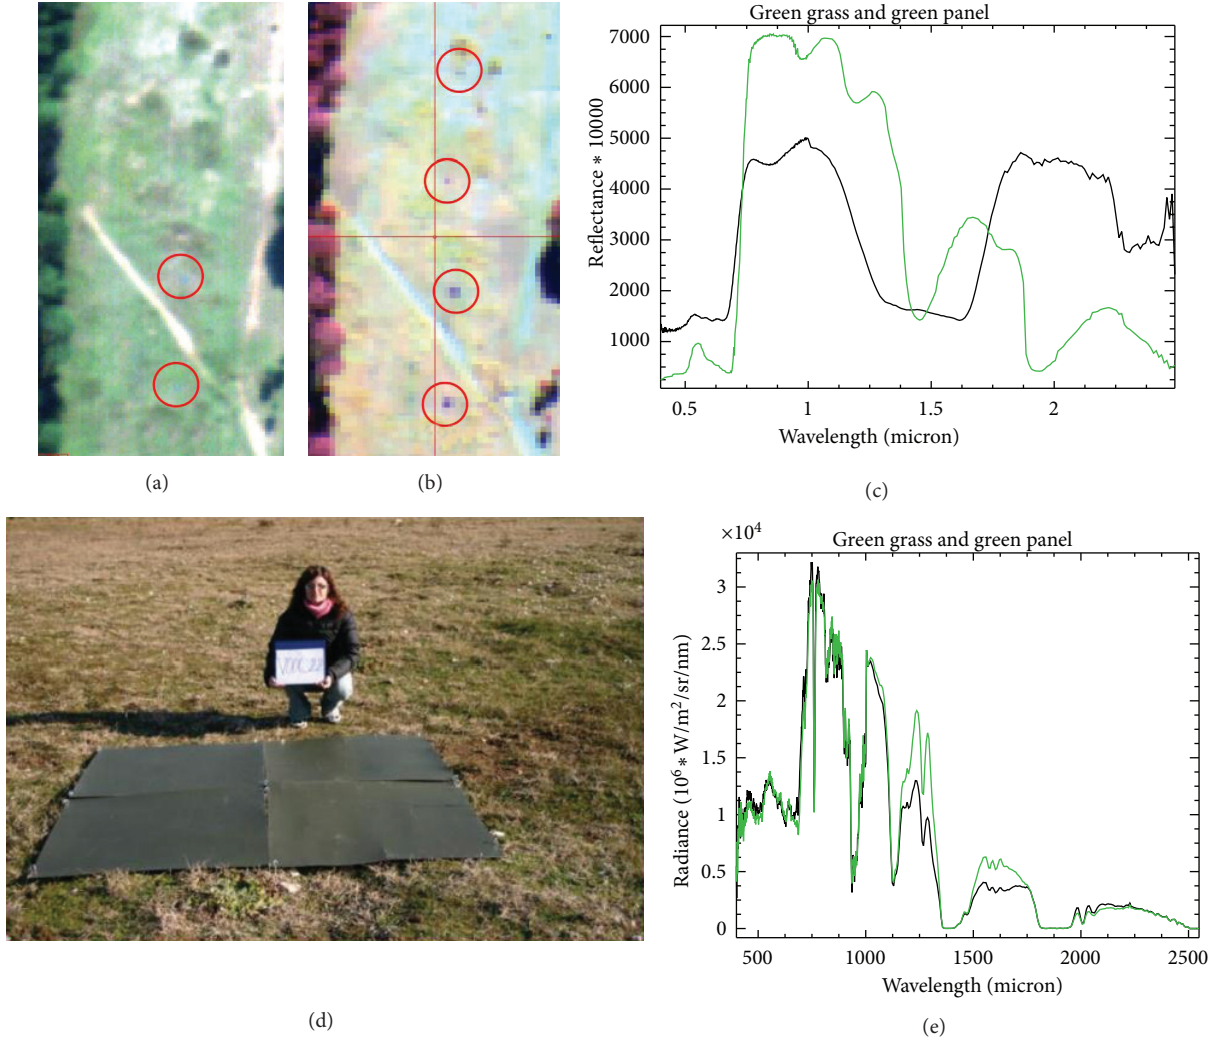 (a)
(b)
Green grass and green panel
7000
6000
5000
4000
3000
2000
1000
Reflectance * 10000
0.5
1
1.5
2
Wavelength (micron)
(c)
(d)
×10⁴
Green grass and green panel
3
2.5
2
1.5
1
0.5
0
Radiance (10⁶ * W/m²/sr/nm)
500
1000
1500
2000
2500
Wavelength (micron)
(e)